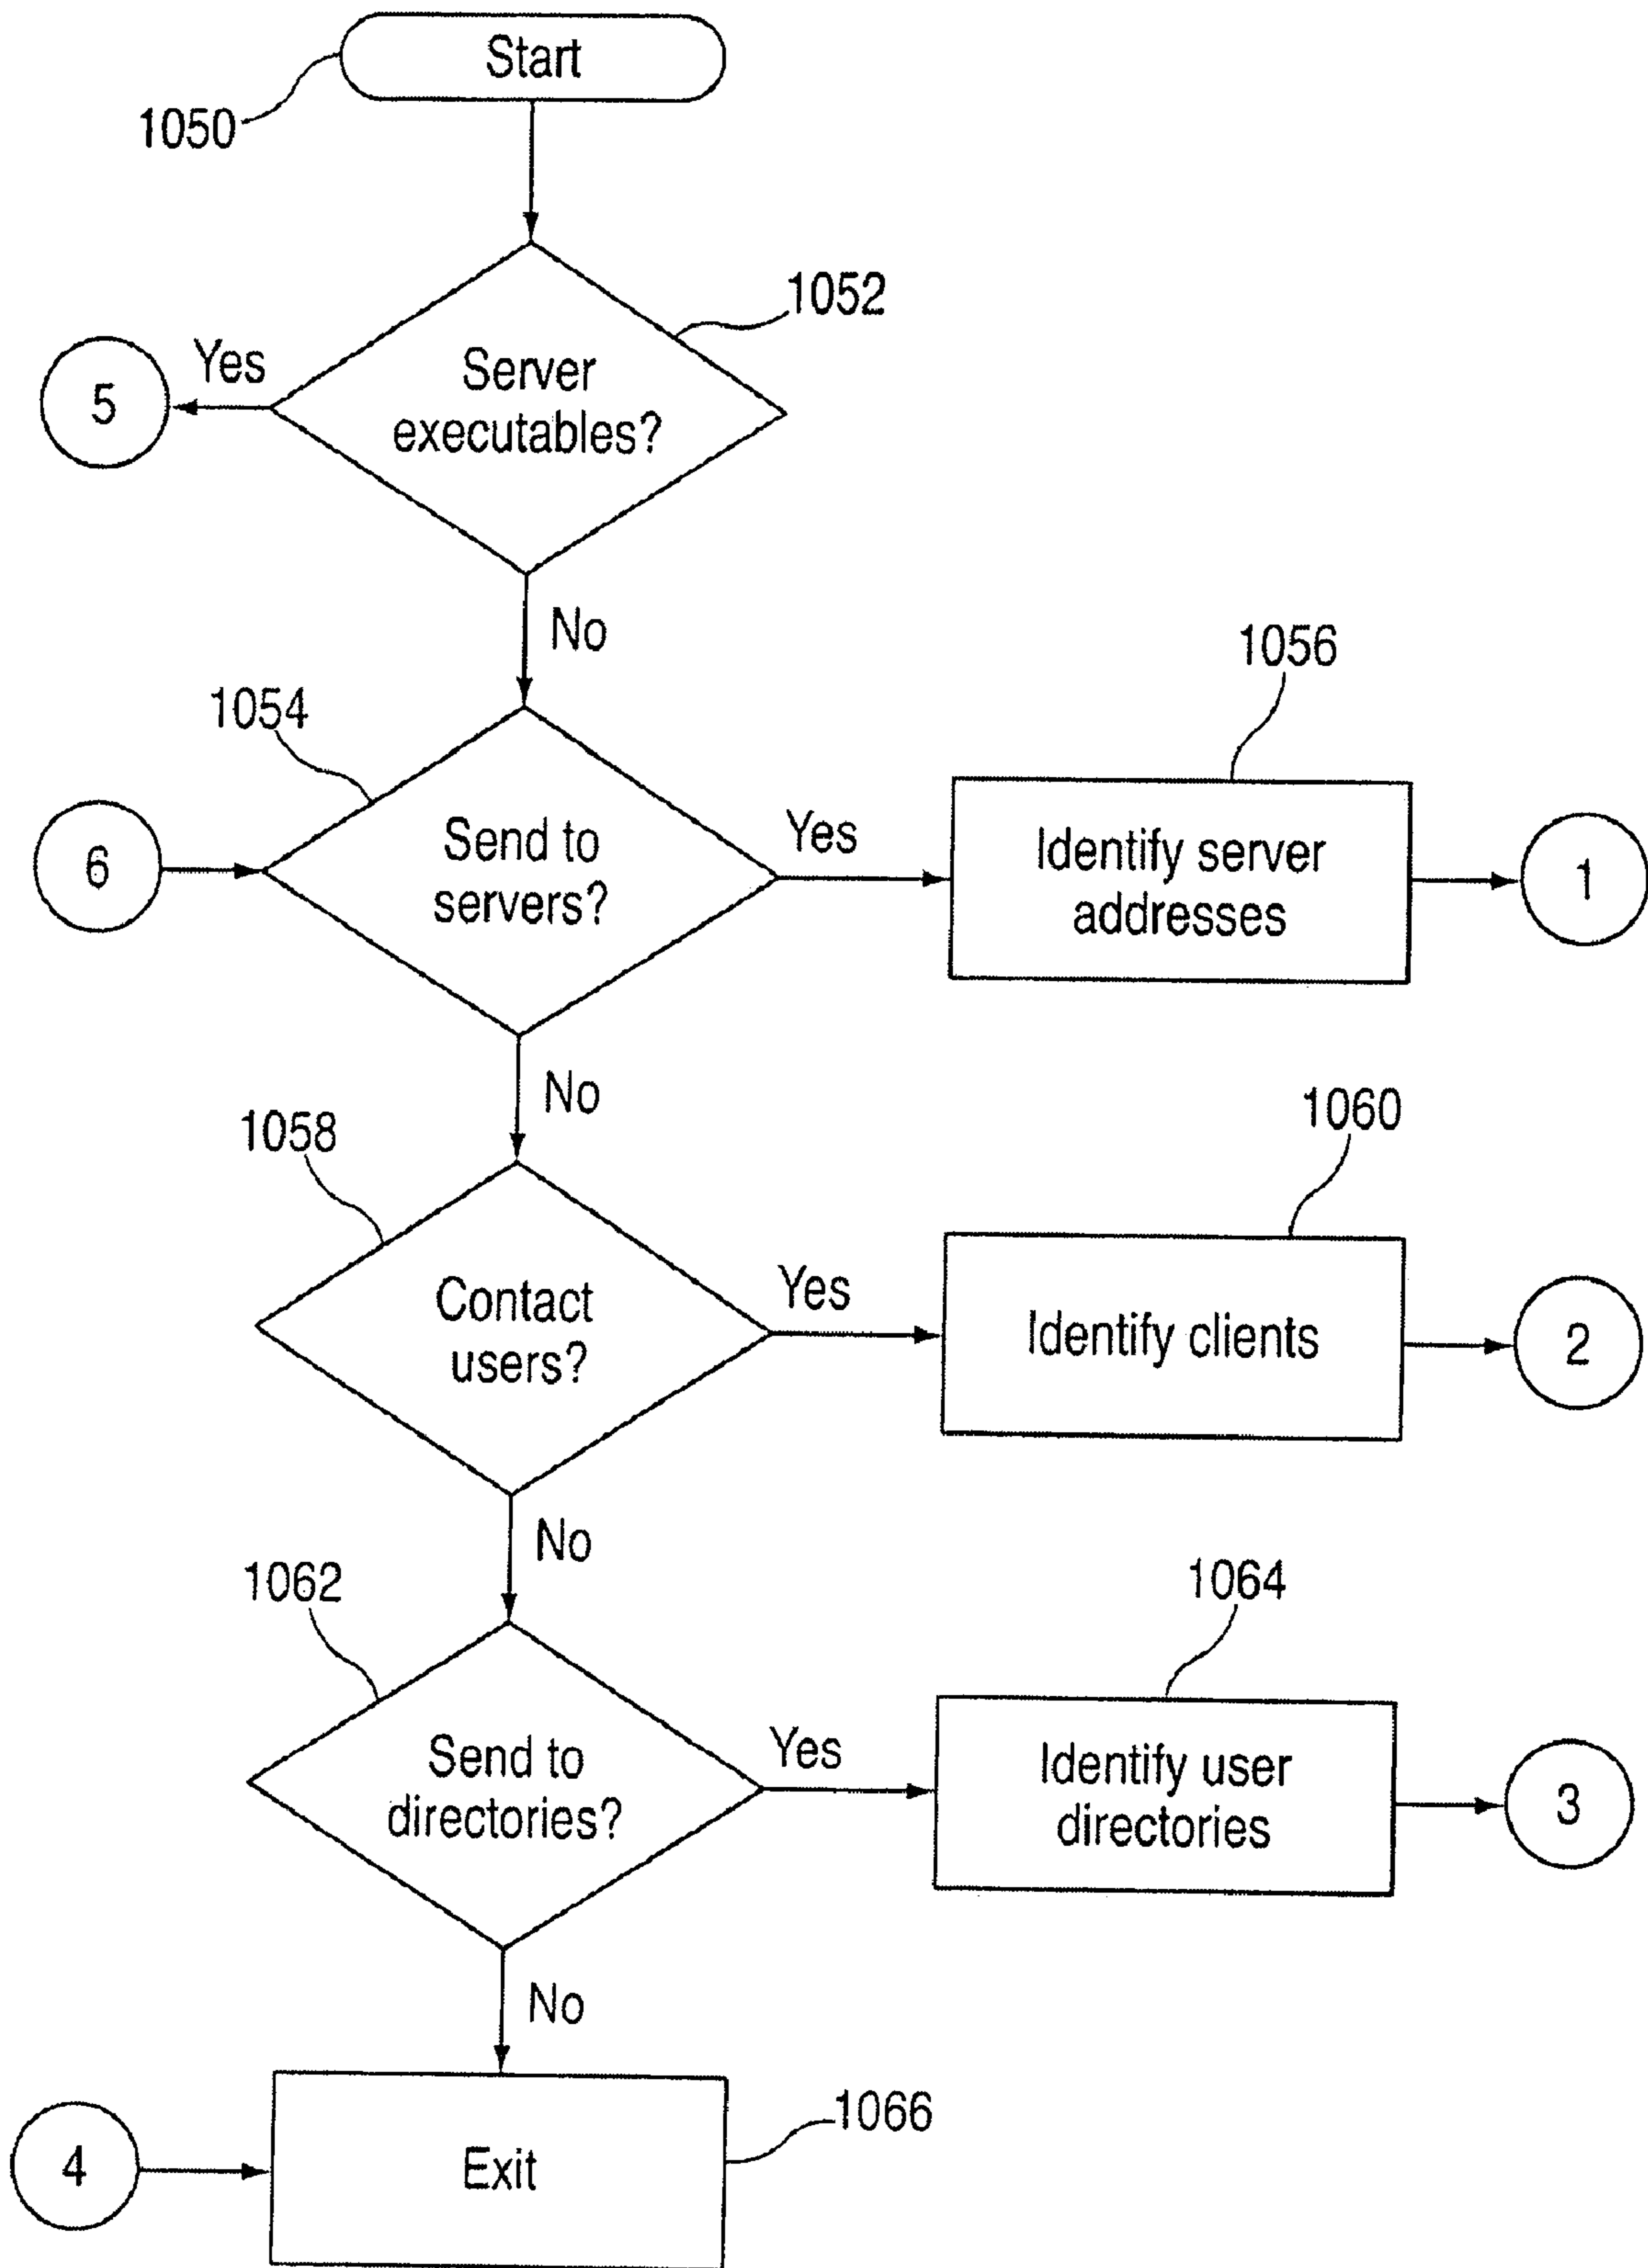 Start
1050
1052
Server
executables?
Yes
5
No
1054
1056
6
Send to
servers?
Yes
Identify server
addresses
1
No
1058
1060
Contact
users?
Yes
Identify clients
2
No
1062
1064
Send to
directories?
Yes
Identify user
directories
3
No
1066
4
Exit